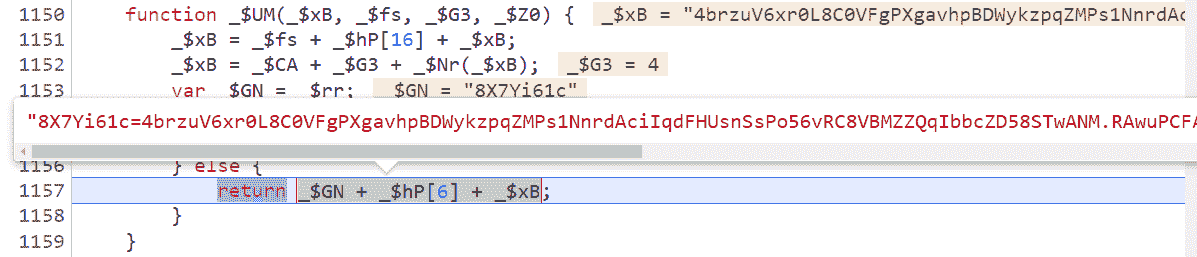 1150 function _$UM(_$xB, _$fs, _$G3, _$Z0) { _$xB = "4brzuV6xr0L8C0VFgPXgavhpBDWykzpqZMPs1NnrdAc
1151 _$xB = _$fs + _$hP[16] + _$xB;
1152 _$xB = _$CA + _$G3 + _$Nr(_$xB); _$G3 = 4
1153 var _$GN = _$rr; _$GN = "8X7Yi61c"
"8X7Yi61c=4brzuV6xr0L8C0VFgPXgavhpBDWykzpqZMPs1NnrdAciIqdFHUsnSsPo56vRC8VBMZZQqIbbcZD58STwANM.RAwuPCFA
1156 } else {
1157 return _$GN + _$hP[6] + _$xB;
1158 }
1159 }